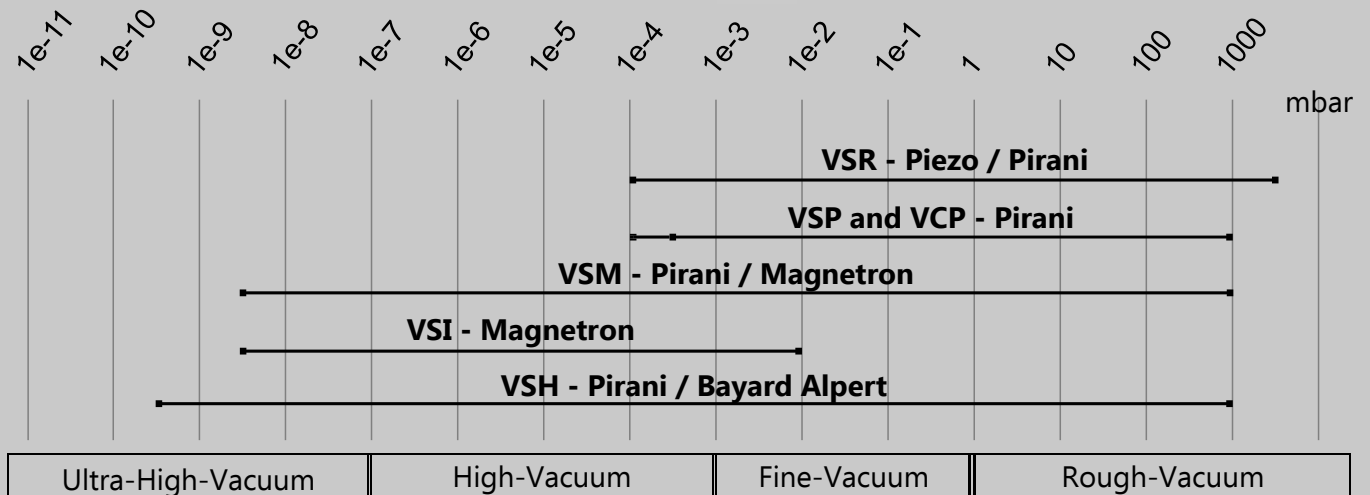 1e-11 1e-10 1e-9 1e-8 1e-7 1e-6 1e-5 1e-4 1e-3 1e-2 1e-1 1 10 100 1000
mbar
VSR - Piezo / Pirani
VSP and VCP - Pirani
VSM - Pirani / Magnetron
VSI - Magnetron
VSH - Pirani / Bayard Alpert
Ultra-High-Vacuum High-Vacuum Fine-Vacuum Rough-Vacuum